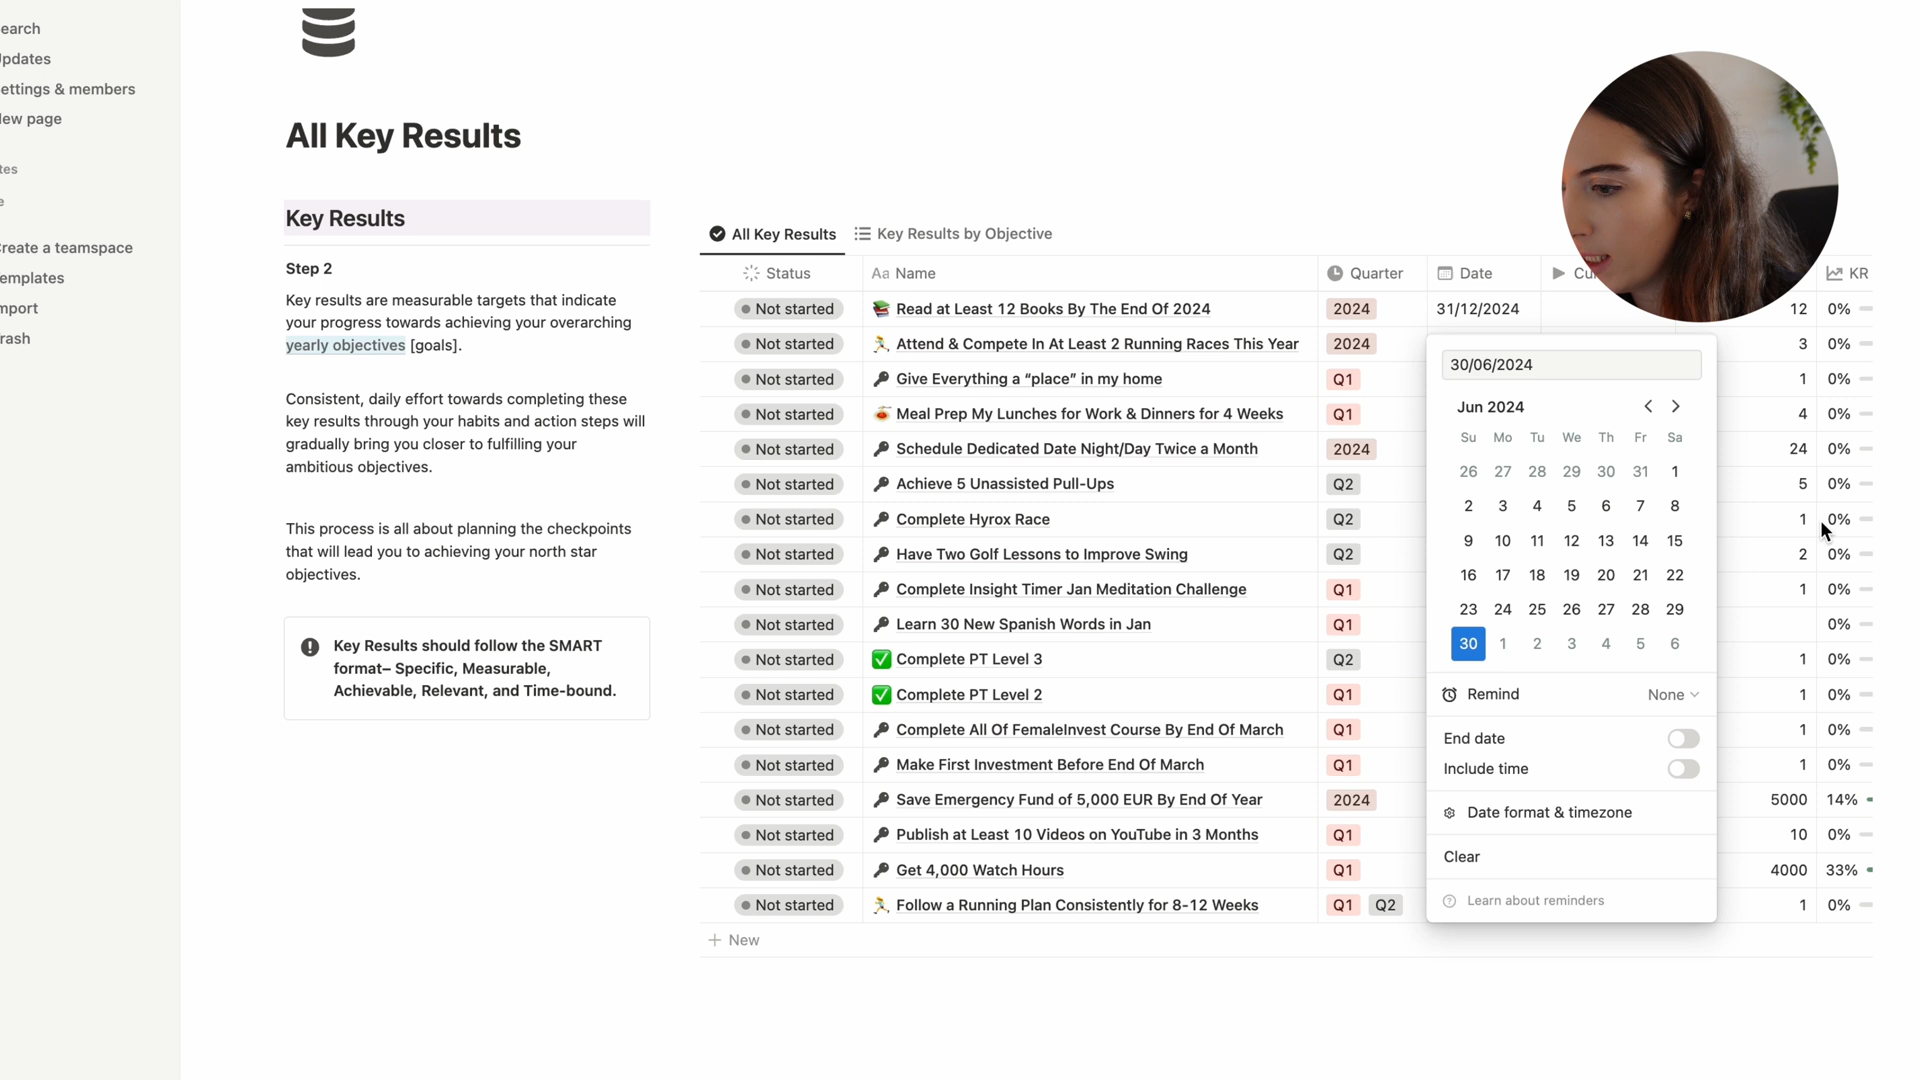 earch
Updates
ettings & members
New page
tes
e
Create a teamspace
emplates
mport
rash
All Key Results
Key Results
Step 2
Key results are measurable targets that indicate
your progress towards achieving your overarching
yearly objectives [goals].
Consistent, daily effort towards completing these
key results through your habits and action steps will
gradually bring you closer to fulfilling your
ambitious objectives.
This process is all about planning the checkpoints
that will lead you to achieving your north star
objectives.
Key Results should follow the SMART
format– Specific, Measurable,
Achievable, Relevant, and Time-bound.
All Key Results Key Results by Objective
Status Aa Name Quarter Date Cu KR
Not started Read at Least 12 Books By The End Of 2024 2024 31/12/2024 12 0%
Not started Attend & Compete In At Least 2 Running Races This Year 2024 3 0%
Not started Give Everything a “place” in my home Q1 1 0%
Not started Meal Prep My Lunches for Work & Dinners for 4 Weeks Q1 4 0%
Not started Schedule Dedicated Date Night/Day Twice a Month 2024 24 0%
Not started Achieve 5 Unassisted Pull-Ups Q2 5 0%
Not started Complete Hyrox Race Q2 1 0%
Not started Have Two Golf Lessons to Improve Swing Q2 2 0%
Not started Complete Insight Timer Jan Meditation Challenge Q1 1 0%
Not started Learn 30 New Spanish Words in Jan Q1 0%
Not started Complete PT Level 3 Q2 1 0%
Not started Complete PT Level 2 Q1 1 0%
Not started Complete All Of FemaleInvest Course By End Of March Q1 1 0%
Not started Make First Investment Before End Of March Q1 1 0%
Not started Save Emergency Fund of 5,000 EUR By End Of Year 2024 5000 14%
Not started Publish at Least 10 Videos on YouTube in 3 Months Q1 10 0%
Not started Get 4,000 Watch Hours Q1 4000 33%
Not started Follow a Running Plan Consistently for 8-12 Weeks Q1 Q2 1 0%
+ New
30/06/2024
Jun 2024
Su Mo Tu We Th Fr Sa
26 27 28 29 30 31 1
2 3 4 5 6 7 8
9 10 11 12 13 14 15
16 17 18 19 20 21 22
23 24 25 26 27 28 29
30 1 2 3 4 5 6
Remind None
End date
Include time
Date format & timezone
Clear
Learn about reminders